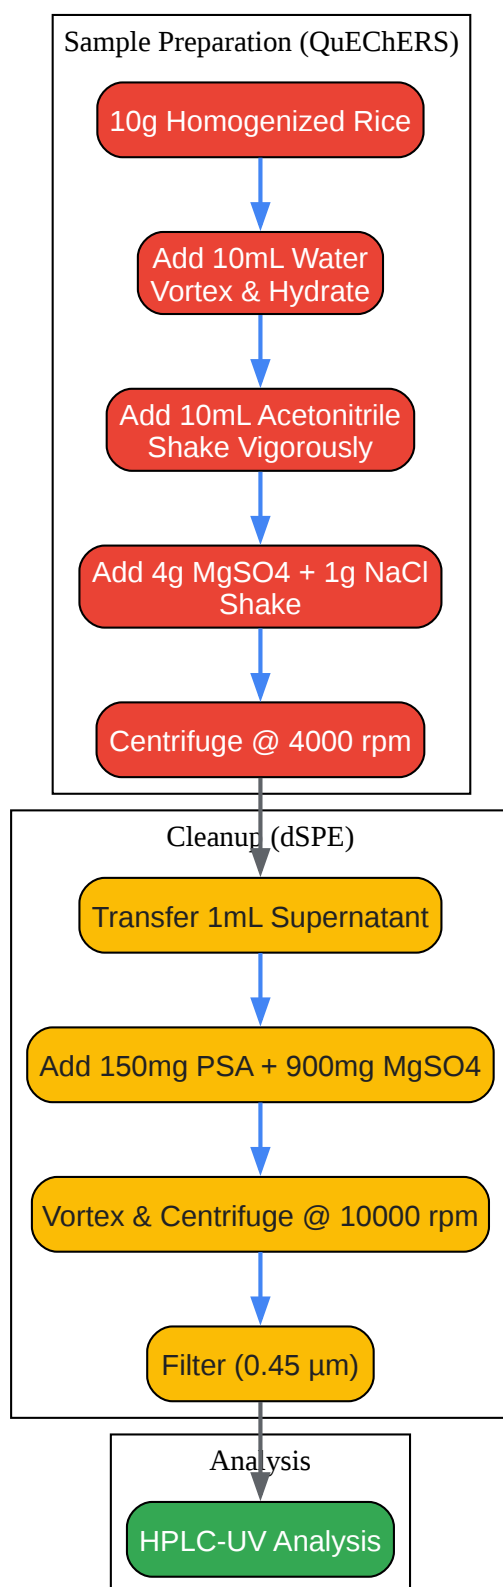 Sample Preparation (QuEChERS)
10g Homogenized Rice
Add 10mL Water
Vortex & Hydrate
Add 10mL Acetonitrile
Shake Vigorously
Add 4g MgSO4 + 1g NaCl
Shake
Centrifuge @ 4000 rpm
Cleanup (dSPE)
Transfer 1mL Supernatant
Add 150mg PSA + 900mg MgSO4
Vortex & Centrifuge @ 10000 rpm
Filter (0.45 µm)
Analysis
HPLC-UV Analysis